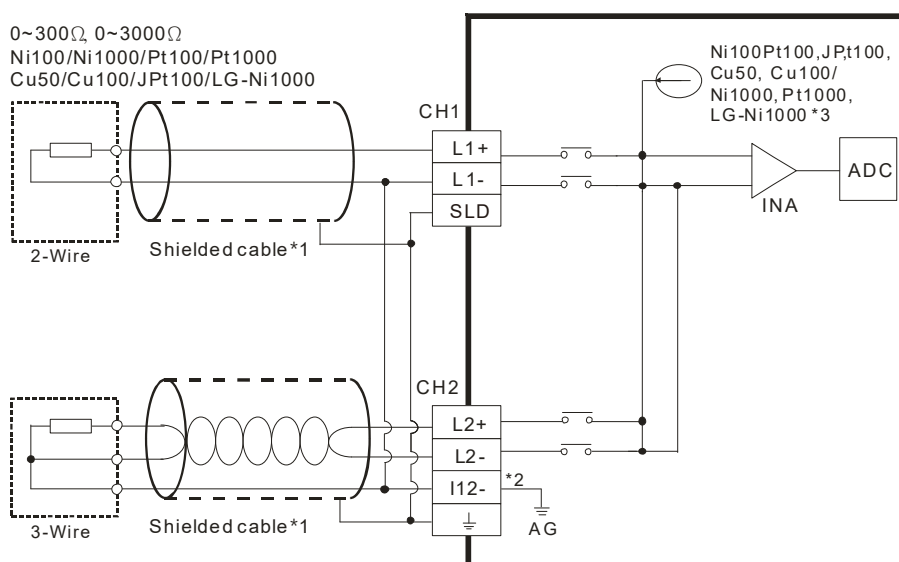 0~300Ω, 0~3000Ω
Ni100/Ni1000/Pt100/Pt1000
Cu50/Cu100/JPt100/LG-Ni1000
Ni100Pt100,JP,t100,
Cu50, Cu100/
Ni1000, Pt1000,
LG-Ni1000 *3
CH1
L1+
L1-
SLD
INA
ADC
2-Wire
Shielded cable*1
CH2
L2+
L2-
I12-
*2
AG
3-Wire
Shielded cable*1